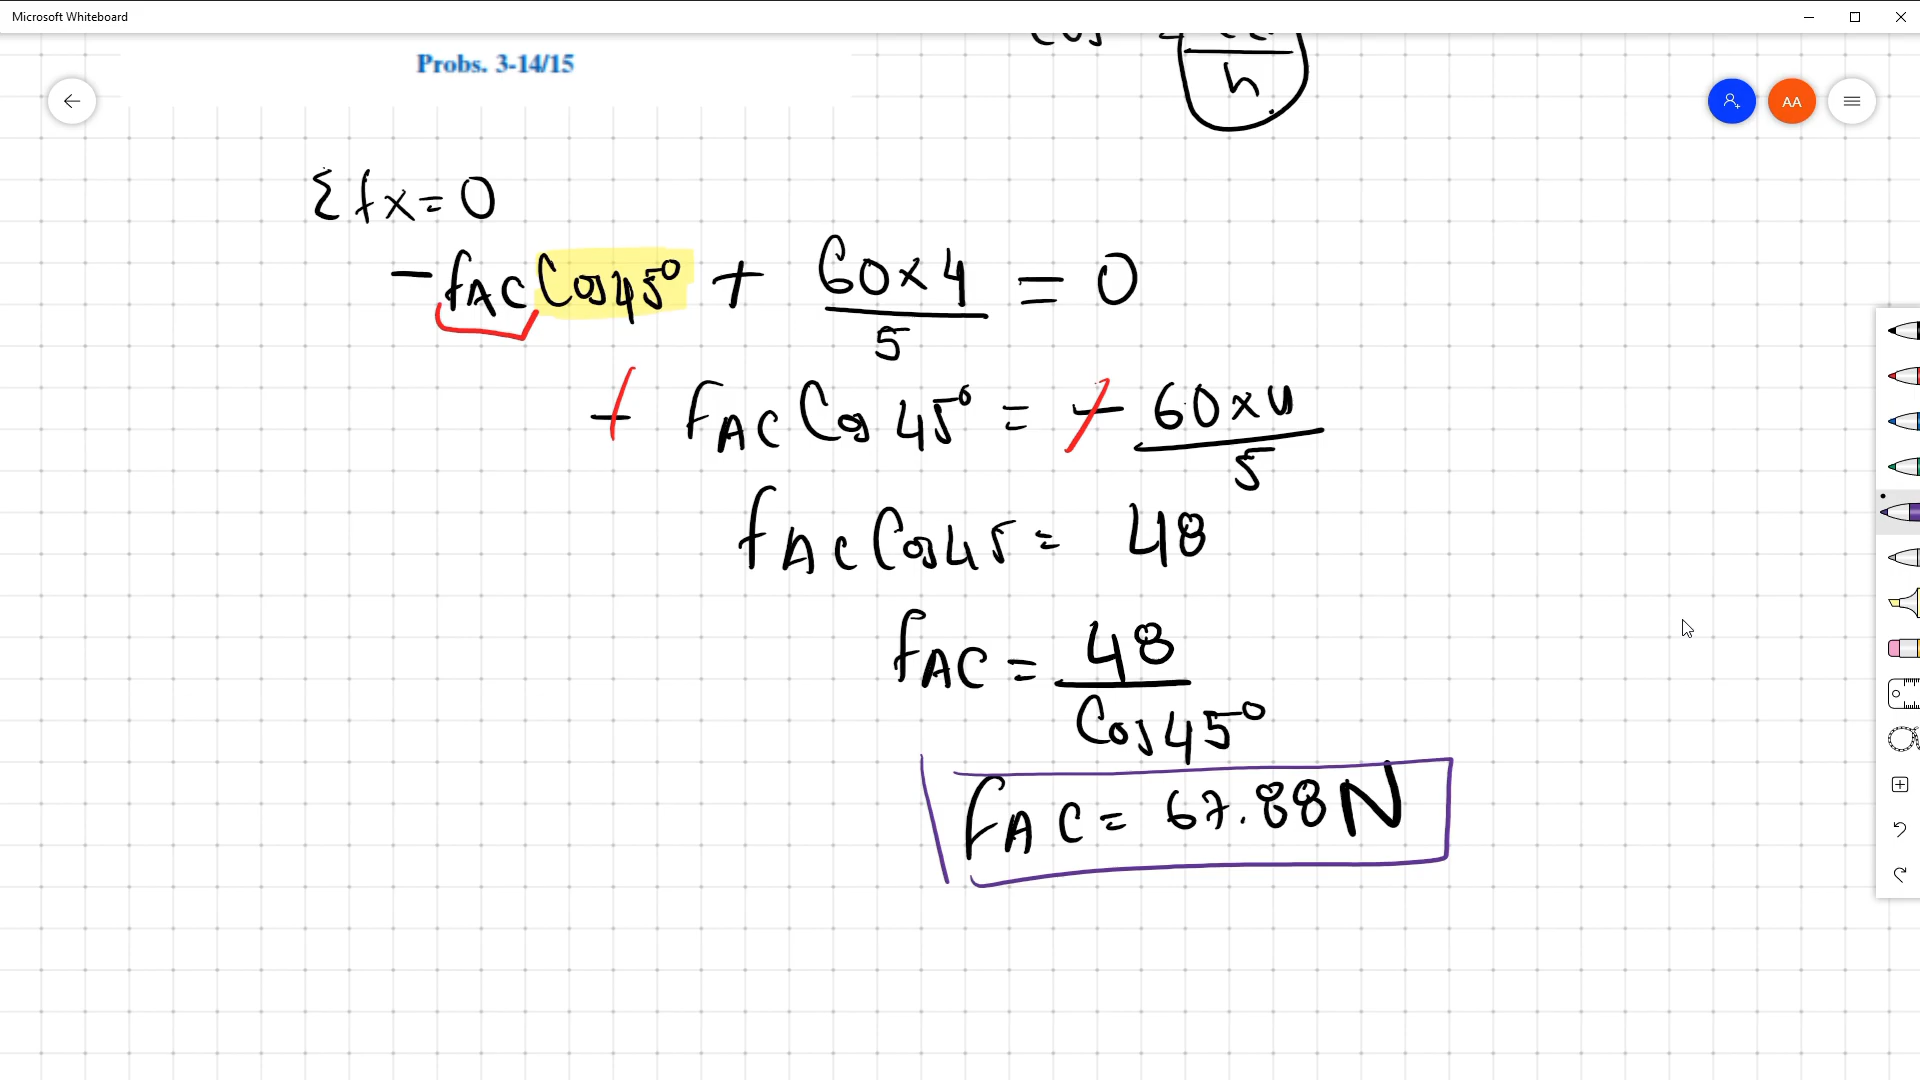 Microsoft Whiteboard
Probs. 3-14/15
h
AA
Σfx=0
-fAC Cos45° + 60×4/5 = 0
- FAC Cos 45° = - 60×4/5
fAC Cos45 = 48
fAC = 48/Cos45°
FAC = 67.88N